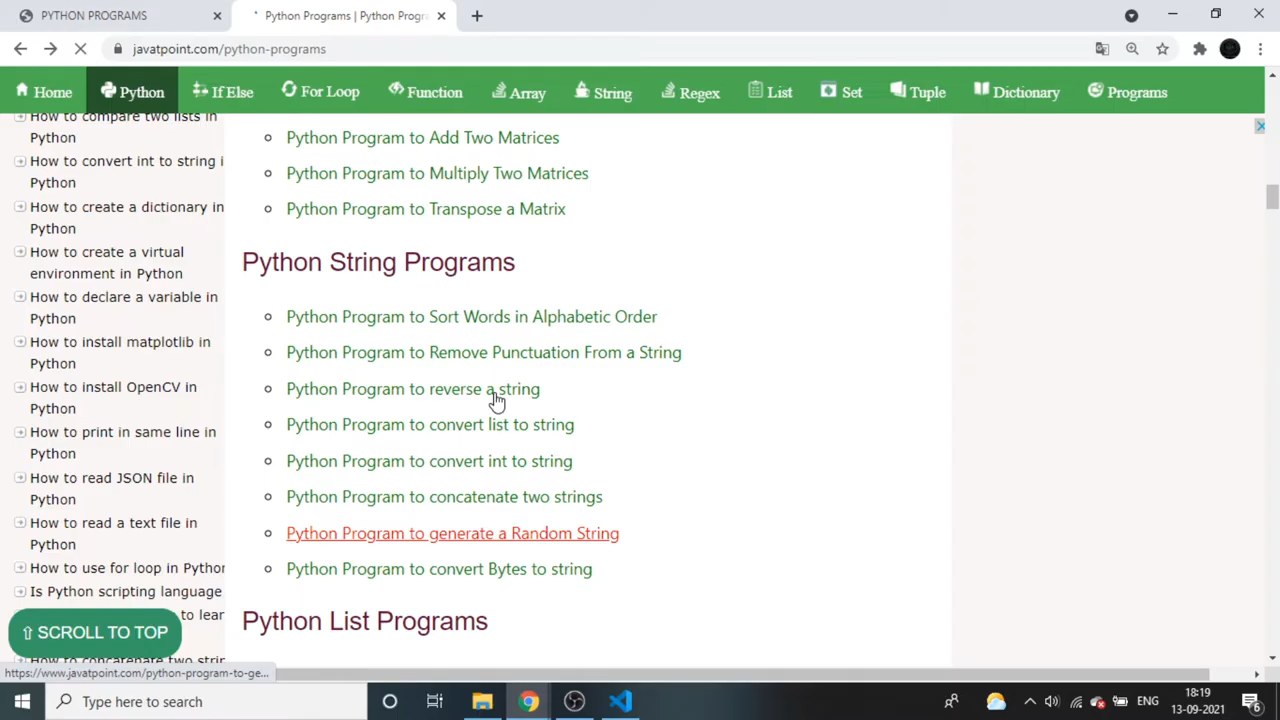 PYTHON PROGRAMS
Python Programs | Python Progra
javatpoint.com/python-programs
Home Python If Else For Loop Function Array String Regex List Set Tuple Dictionary Programs
How to compare two lists in
Python
How to convert int to string i
Python
How to create a dictionary in
Python
How to create a virtual
environment in Python
How to declare a variable in
Python
How to install matplotlib in
Python
How to install OpenCV in
Python
How to print in same line in
Python
How to read JSON file in
Python
How to read a text file in
Python
How to use for loop in Python
Is Python scripting language
to lear
How to concatenate two strin
⇧ SCROLL TO TOP
Python Program to Add Two Matrices
Python Program to Multiply Two Matrices
Python Program to Transpose a Matrix
Python String Programs
Python Program to Sort Words in Alphabetic Order
Python Program to Remove Punctuation From a String
Python Program to reverse a string
Python Program to convert list to string
Python Program to convert int to string
Python Program to concatenate two strings
Python Program to generate a Random String
Python Program to convert Bytes to string
Python List Programs
https://www.javatpoint.com/python-program-to-ge...
Type here to search
ENG
18:19
13-09-2021
6